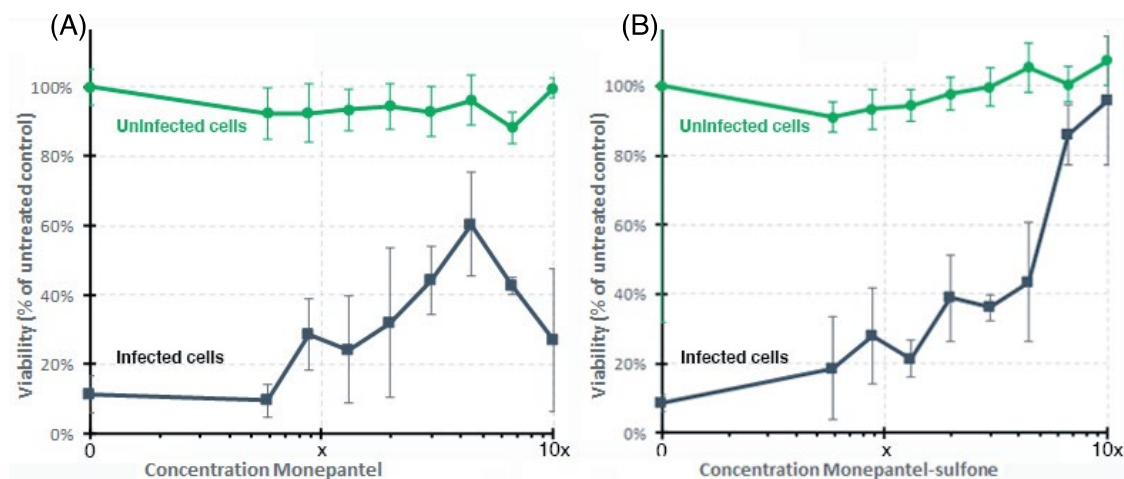 (A)
100%
80%
60%
40%
20%
0%
Viability (% of untreated control)
Uninfected cells
Infected cells
0
x
10x
Concentration Monepantel
(B)
100%
80%
60%
40%
20%
0%
Viability (% of untreated control)
Uninfected cells
Infected cells
0
x
10x
Concentration Monepantel-sulfone